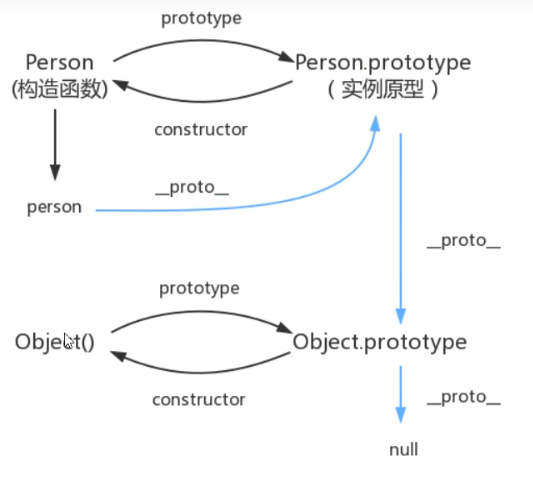 prototype
Person
(构造函数)
Person.prototype
（实例原型）
constructor
__proto__
person
__proto__
prototype
Object()
Object.prototype
constructor
__proto__
null